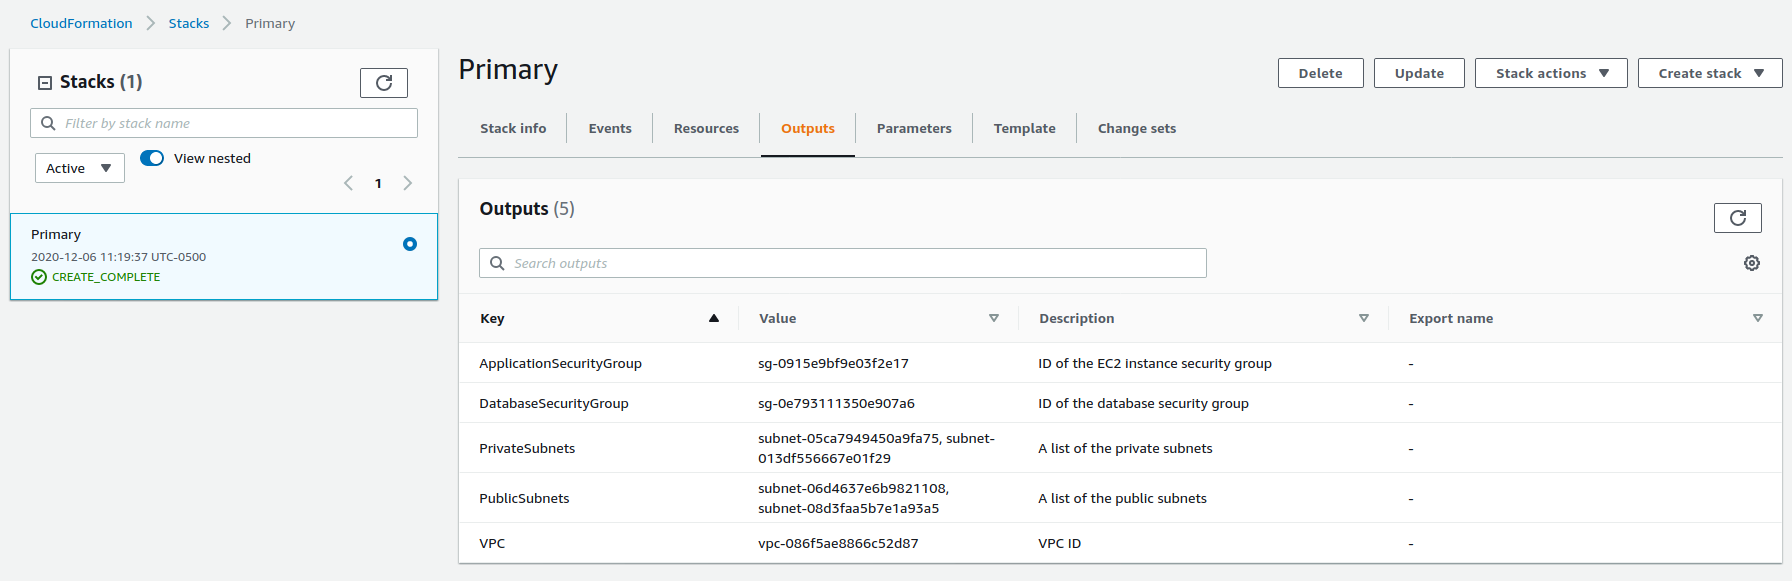 CloudFormation > Stacks > Primary
Stacks (1)
Filter by stack name
Active
View nested
1
Primary
2020-12-06 11:19:37 UTC-0500
CREATE_COMPLETE
Primary
Delete
Update
Stack actions
Create stack
Stack info
Events
Resources
Outputs
Parameters
Template
Change sets
Outputs (5)
Search outputs
Key Value Description Export name
ApplicationSecurityGroup sg-0915e9bf9e03f2e17 ID of the EC2 instance security group -
DatabaseSecurityGroup sg-0e793111350e907a6 ID of the database security group -
PrivateSubnets subnet-05ca7949450a9fa75, subnet-
013df556667e01f29 A list of the private subnets -
PublicSubnets subnet-06d4637e6b9821108,
subnet-08d3faa5b7e1a93a5 A list of the public subnets -
VPC vpc-086f5ae8866c52d87 VPC ID -